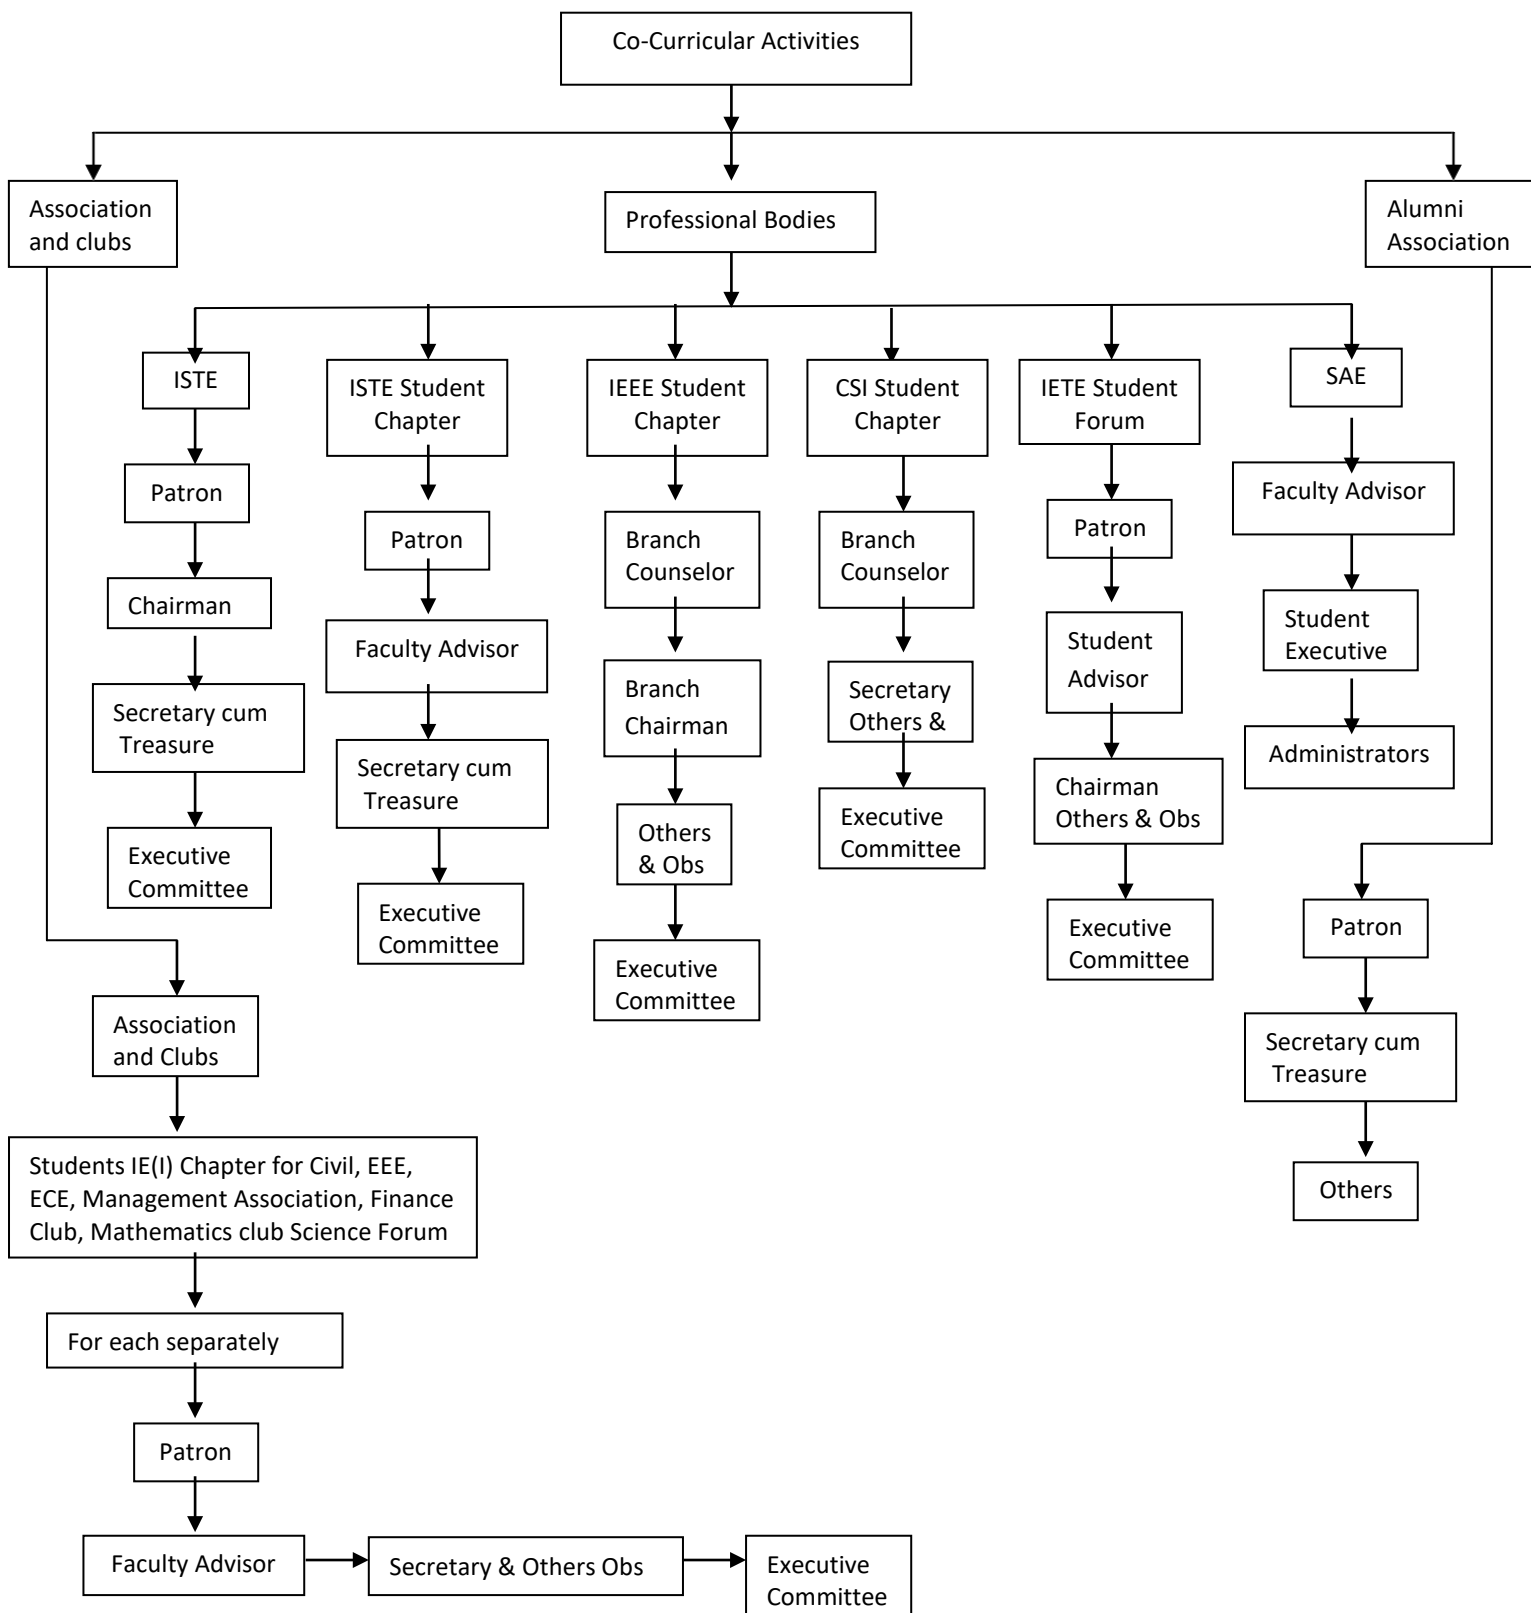 Co-Curricular Activities
Association
and clubs
Professional Bodies
Alumni
Association
ISTE
ISTE Student
Chapter
IEEE Student
Chapter
CSI Student
Chapter
IETE Student
Forum
SAE
Patron
Patron
Branch
Counselor
Branch
Counselor
Patron
Faculty Advisor
Chairman
Faculty Advisor
Branch
Chairman
Secretary
Others &
Student
Advisor
Student
Executive
Secretary cum
Treasure
Secretary cum
Treasure
Others
& Obs
Executive
Committee
Chairman
Others & Obs
Administrators
Executive
Committee
Executive
Committee
Executive
Committee
Executive
Committee
Patron
Association
and Clubs
Secretary cum
Treasure
Students IE(I) Chapter for Civil, EEE,
ECE, Management Association, Finance
Club, Mathematics club Science Forum
Others
For each separately
Patron
Faculty Advisor
Secretary & Others Obs
Executive
Committee